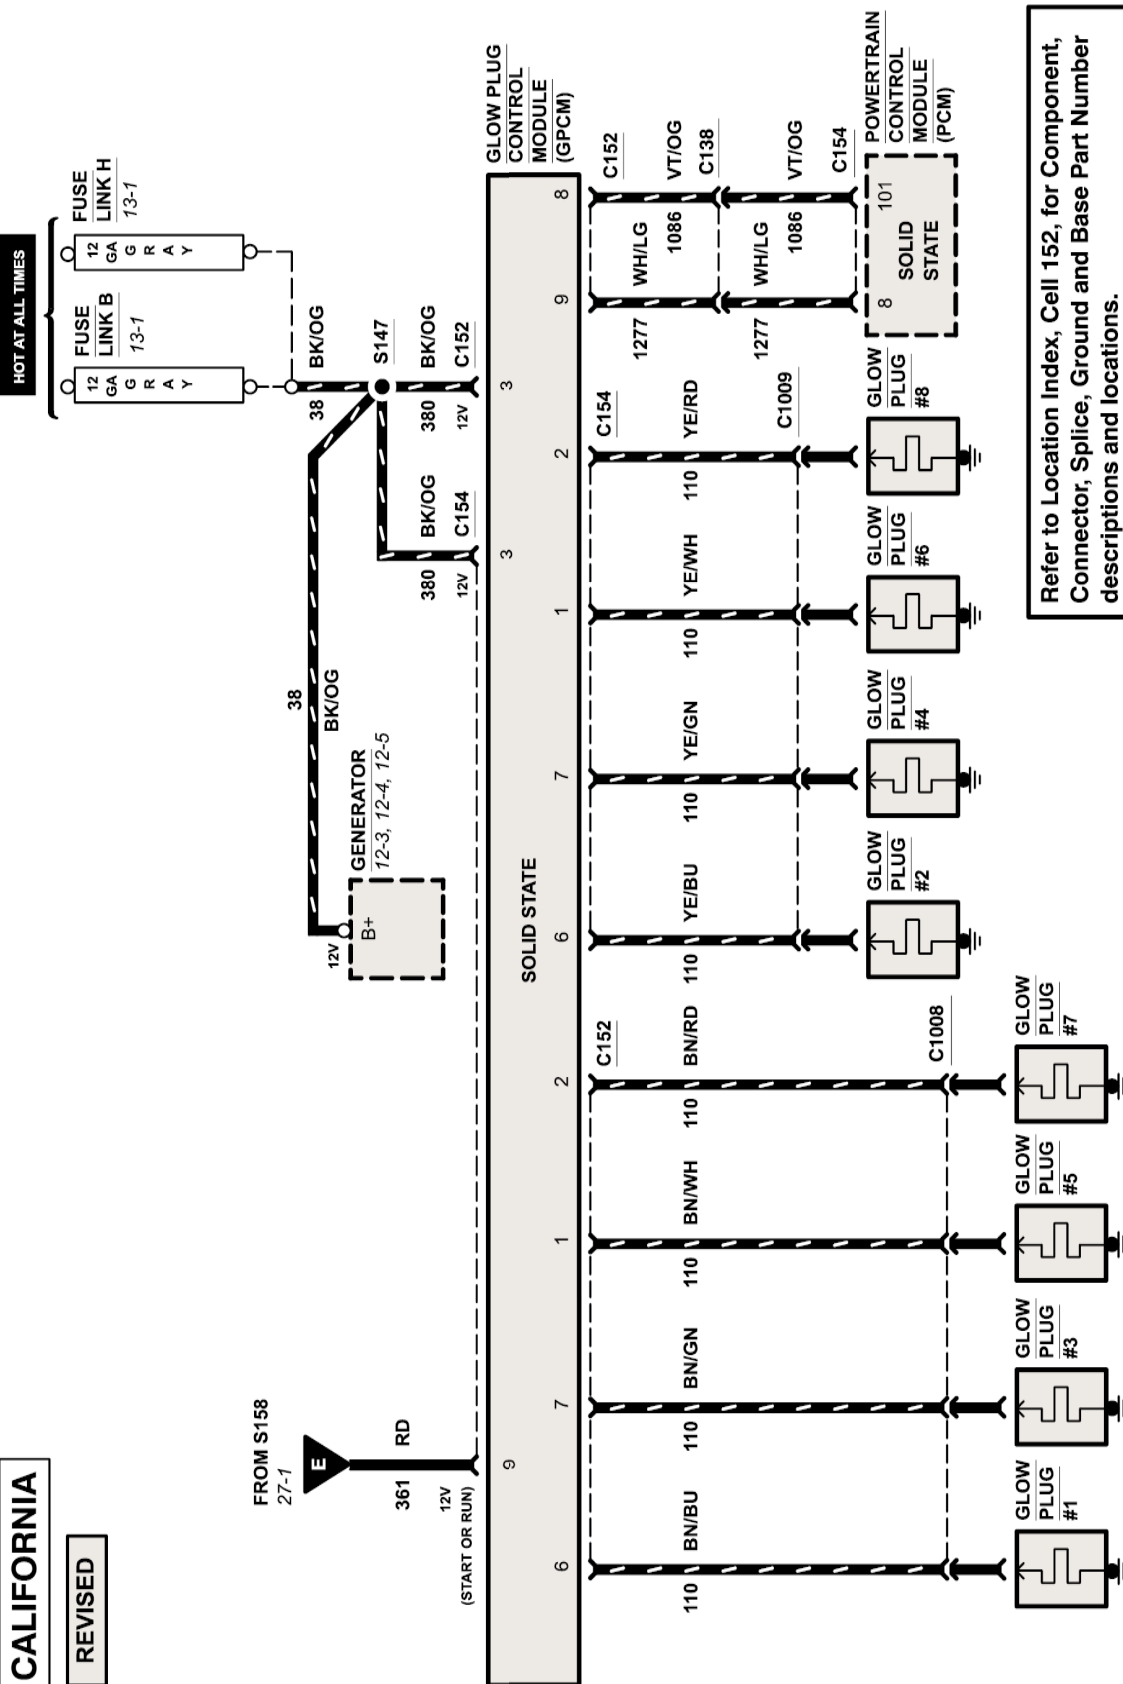 CALIFORNIA
REVISED
HOT AT ALL TIMES
FUSE
LINK B
13-1
12
GA
G
R
A
Y
FUSE
LINK H
13-1
12
GA
G
R
A
Y
38
BK/OG
S147
38
BK/OG
12V
B+
GENERATOR
12-3, 12-4, 12-5
FROM S158
27-1
E
361
RD
12V
(START OR RUN)
9
380
BK/OG
12V
C154
3
380
BK/OG
12V
C152
3
GLOW PLUG
CONTROL
MODULE
(GPCM)
SOLID STATE
6
7
1
2
6
7
1
2
9
8
C152
C154
C152
110
BN/BU
110
BN/GN
110
BN/WH
110
BN/RD
110
YE/BU
110
YE/GN
110
YE/WH
110
YE/RD
1277
WH/LG
1086
VT/OG
C138
1277
WH/LG
1086
VT/OG
C154
C1008
C1009
8
101
SOLID
STATE
POWERTRAIN
CONTROL
MODULE
(PCM)
GLOW
PLUG
#2
GLOW
PLUG
#4
GLOW
PLUG
#6
GLOW
PLUG
#8
GLOW
PLUG
#1
GLOW
PLUG
#3
GLOW
PLUG
#5
GLOW
PLUG
#7
Refer to Location Index, Cell 152, for Component,
Connector, Splice, Ground and Base Part Number
descriptions and locations.